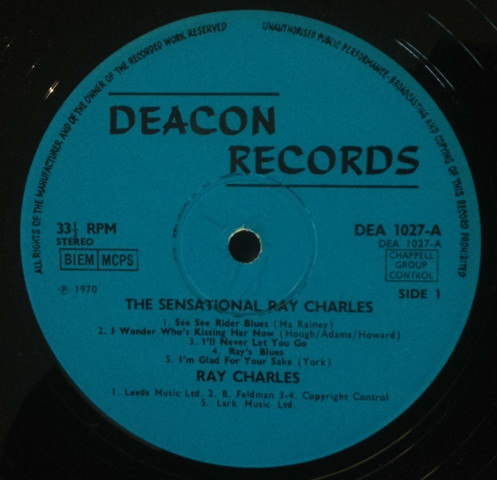 ALL RIGHTS OF THE MANUFACTURER AND OF THE OWNER OF THE RECORDED WORK RESERVED
UNAUTHORISED PUBLIC PERFORMANCE, BROADCASTING AND COPYING OF THIS RECORD PROHIBITED
DEACON
RECORDS
33⅓ RPM
STEREO
BIEM MCPS
℗ 1970
DEA 1027-A
DEA 1027-A
CHAPPELL
GROUP
CONTROL
SIDE 1
THE SENSATIONAL RAY CHARLES
1. See See Rider Blues (Ma Rainey)
2. I Wonder Who's Kissing Her Now (Hough/Adams/Howard)
3. I'll Never Let You Go
4. Ray's Blues
5. I'm Glad For Your Sake (York)
RAY CHARLES
1. Leeds Music Ltd. 2. B. Feldman 3-4. Copyright Control
5. Lark Music Ltd.